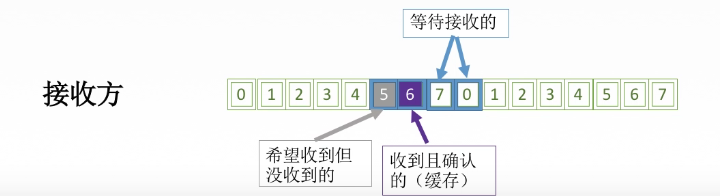 等待接收的
接收方
0 1 2 3 4 5 6 7 0 1 2 3 4 5 6 7
希望收到但
没收到的
收到且确认
的（缓存）